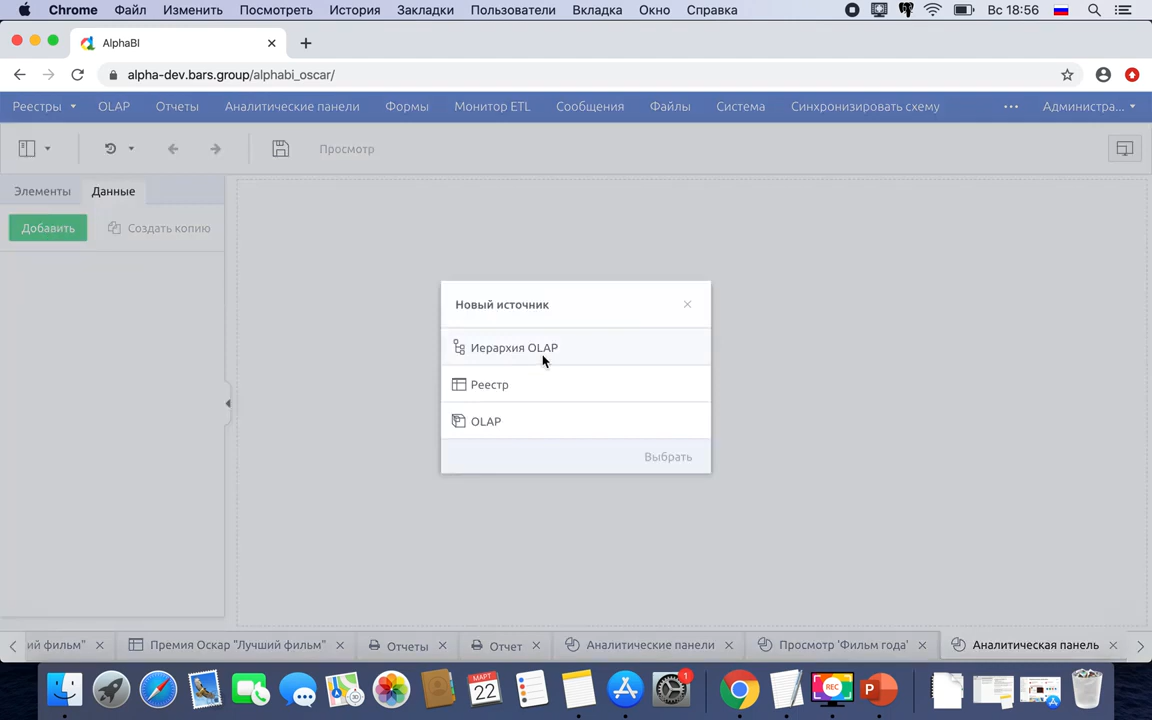 Chrome Файл Изменить Посмотреть История Закладки Пользователи Вкладка Окно Справка Вс 18:56
AlphaBI
alpha-dev.bars.group/alphabi_oscar/
Реестры OLAP Отчеты Аналитические панели Формы Монитор ETL Сообщения Файлы Система Синхронизировать схему ... Администра...
Просмотр
Элементы Данные
Добавить Создать копию
Новый источник
Иерархия OLAP
Реестр
OLAP
Выбрать
ий фильм" Премия Оскар "Лучший фильм" Отчеты Отчет Аналитические панели Просмотр 'Фильм года' Аналитическая панель
МАРТ
22
3D
1
REC
P